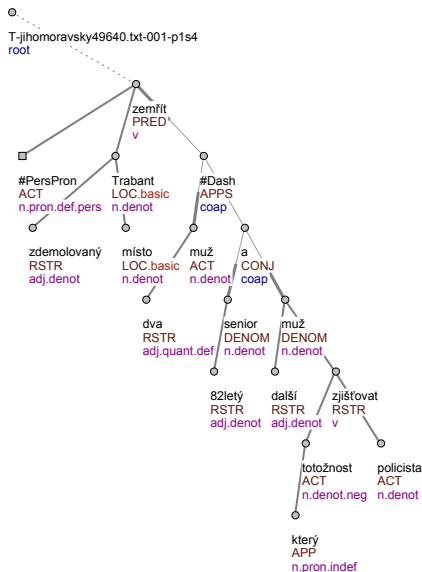 T-jihomoravsky49640.txt-001-p1s4
root
zemřít
PRED
v
#PersPron
ACT
n.pron.def.pers
Trabant
LOC.basic
n.denot
#Dash
APPS
coap
zdemolovaný
RSTR
adj.denot
místo
LOC.basic
n.denot
muž
ACT
n.denot
a
CONJ
coap
dva
RSTR
adj.quant.def
senior
DENOM
n.denot
muž
DENOM
n.denot
82letý
RSTR
adj.denot
další
RSTR
adj.denot
zjišťovat
RSTR
v
totožnost
ACT
n.denot.neg
policista
ACT
n.denot
který
APP
n.pron.indef